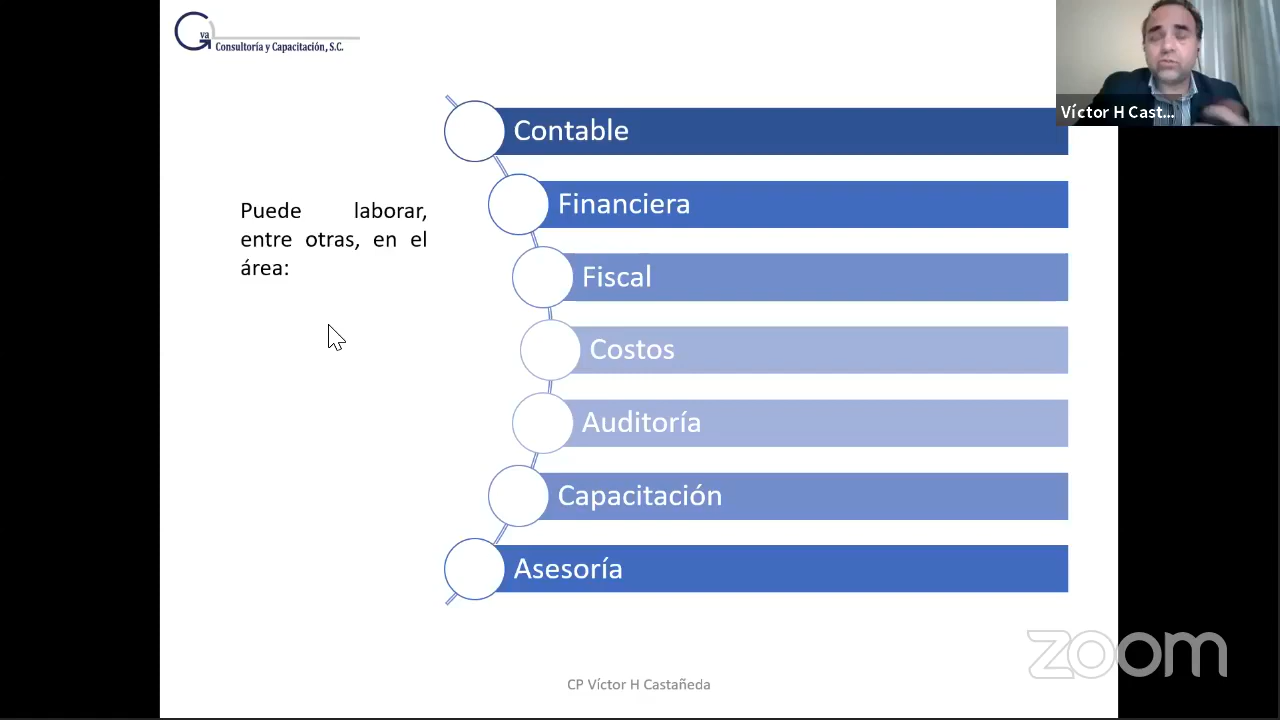 va
Consultoría y Capacitación, S.C.
Víctor H Cast...
Puede laborar,
entre otras, en el
área:
Contable
Financiera
Fiscal
Costos
Auditoría
Capacitación
Asesoría
CP Víctor H Castañeda
zoom